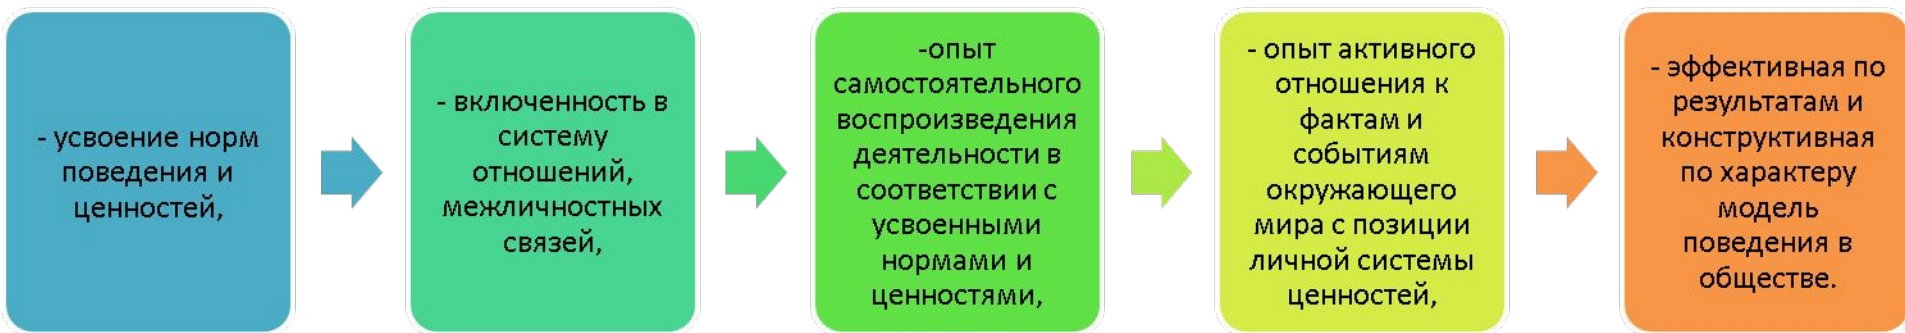 - усвоение норм
поведения и
ценностей,
- включенность в
систему
отношений,
межличностных
связей,
-опыт
самостоятельного
воспроизведения
деятельности в
соответствии с
усвоенными
нормами и
ценностями,
- опыт активного
отношения к
фактам и
событиям
окружающего
мира с позиции
личной системы
ценностей,
- эффективная по
результатам и
конструктивная
по характеру
модель
поведения в
обществе.